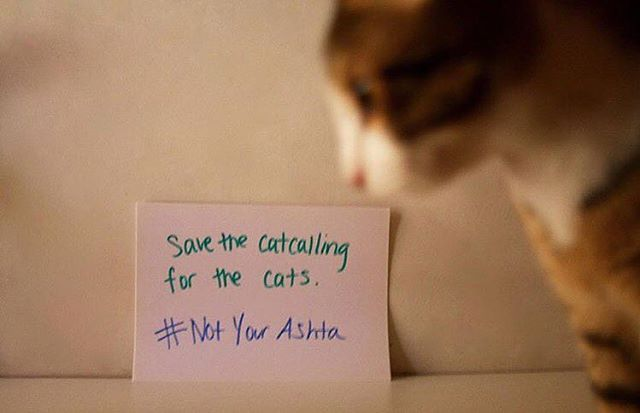 Save the catcalling
for the cats.
#Not Your Ashta